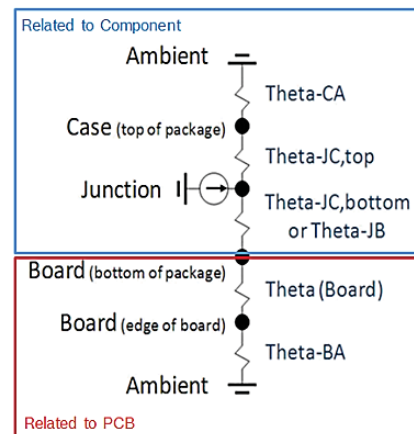 Related to Component
Ambient
Theta-CA
Case (top of package)
Theta-JC,top
Junction
Theta-JC,bottom
or Theta-JB
Board (bottom of package)
Theta (Board)
Board (edge of board)
Theta-BA
Ambient
Related to PCB